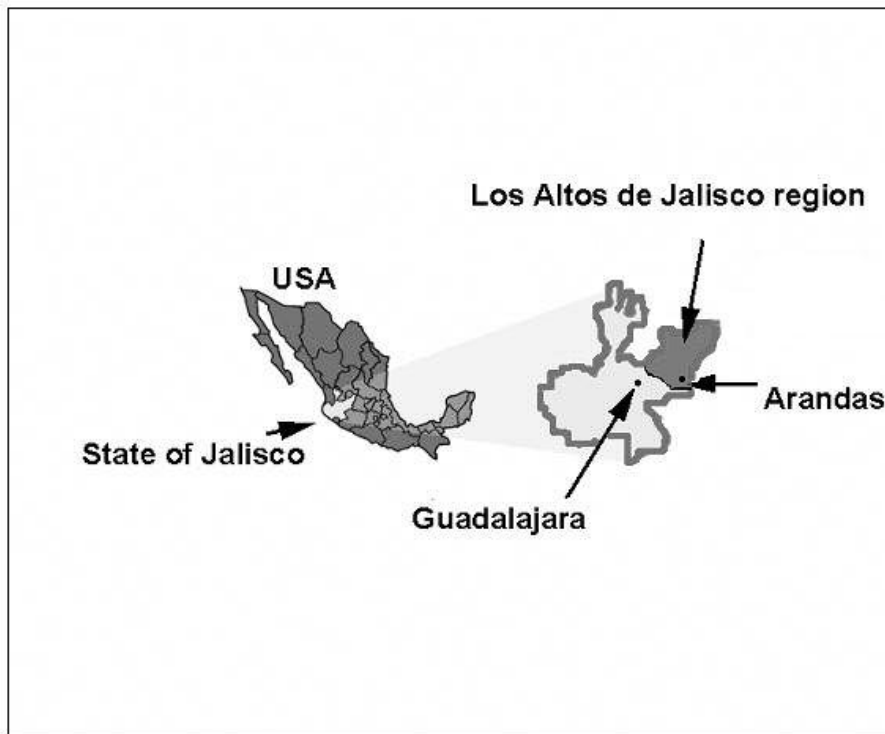 Los Altos de Jalisco region
USA
Arandas
State of Jalisco
Guadalajara